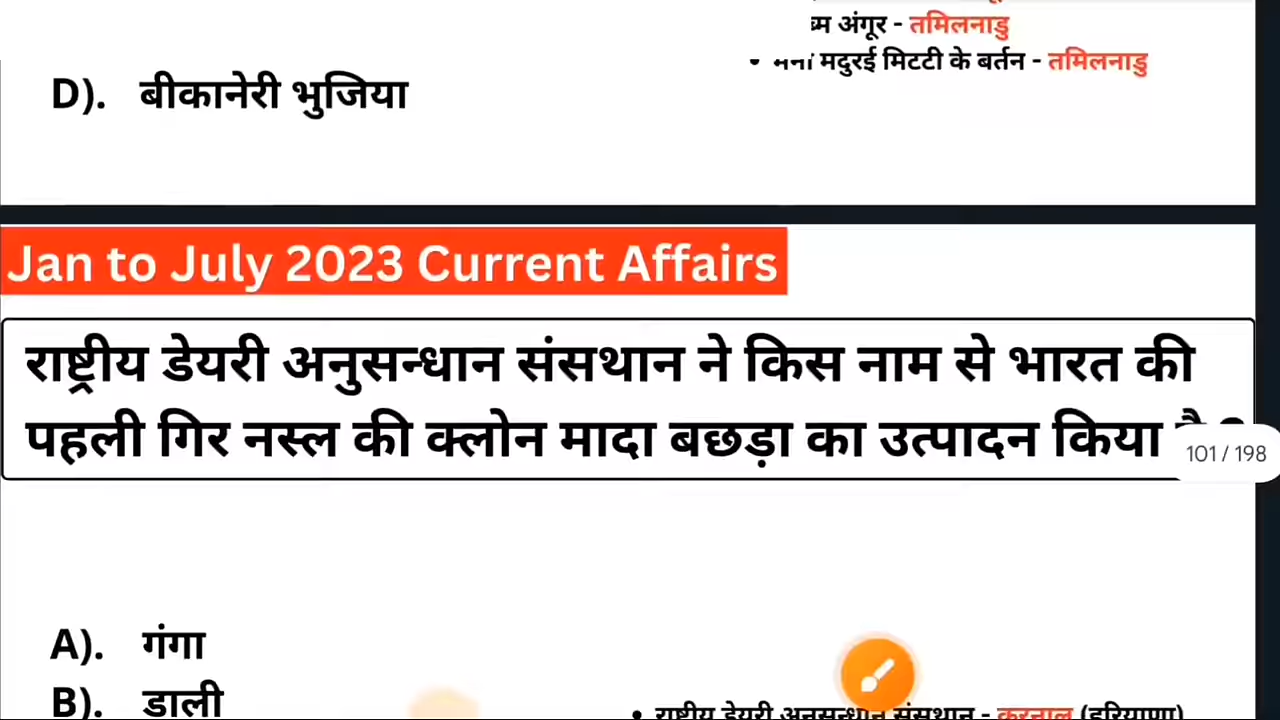 अंगूर - तमिलनाडु
• मदुरई मिटटी के बर्तन - तमिलनाडु
D). बीकानेरी भुजिया
Jan to July 2023 Current Affairs
राष्ट्रीय डेयरी अनुसन्धान संसथान ने किस नाम से भारत की
पहली गिर नस्ल की क्लोन मादा बछड़ा का उत्पादन किया
101 / 198
A). गंगा
B). डाली
• राष्टीय डेयरी अनुसन्धान संसथान - करनाल (हरियाणा)